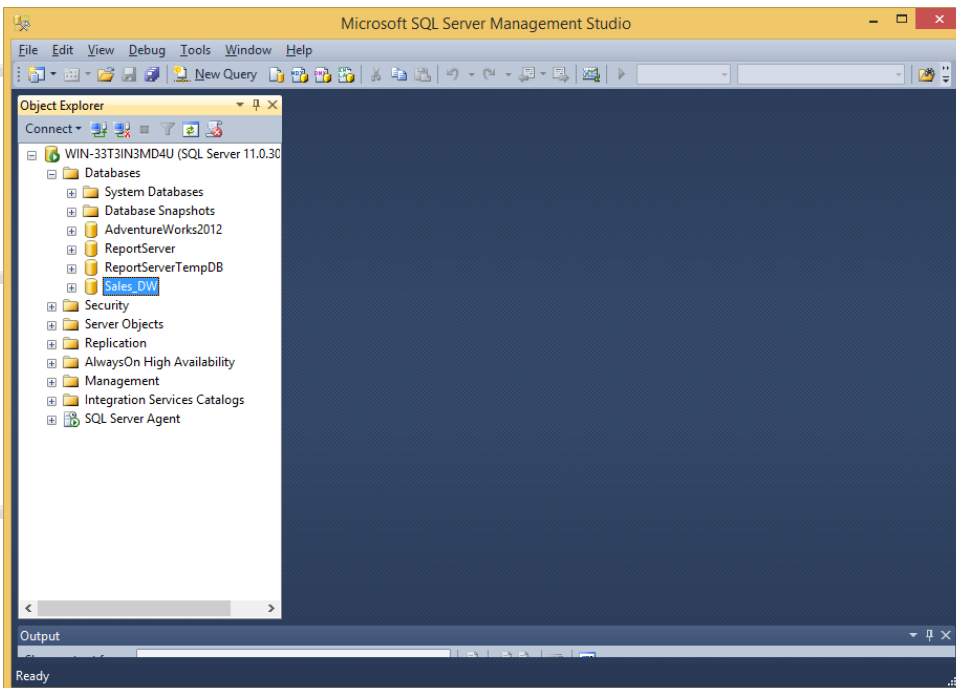 Microsoft SQL Server Management Studio
File Edit View Debug Tools Window Help
New Query
Object Explorer
Connect
WIN-33T3IN3MD4U (SQL Server 11.0.30
Databases
System Databases
Database Snapshots
AdventureWorks2012
ReportServer
ReportServerTempDB
Sales_DW
Security
Server Objects
Replication
AlwaysOn High Availability
Management
Integration Services Catalogs
SQL Server Agent
Output
Ready